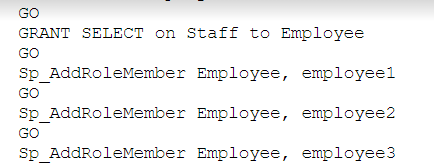 GO
GRANT SELECT on Staff to Employee
GO
Sp_AddRoleMember Employee, employee1
GO
Sp_AddRoleMember Employee, employee2
GO
Sp_AddRoleMember Employee, employee3